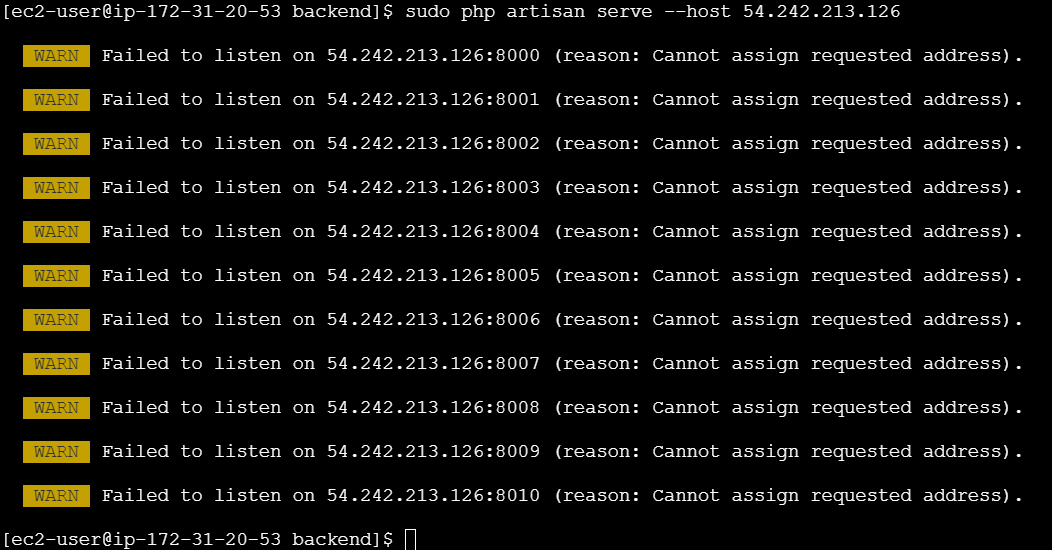 [ec2-user@ip-172-31-20-53 backend]$ sudo php artisan serve --host 54.242.213.126
WARN Failed to listen on 54.242.213.126:8000 (reason: Cannot assign requested address).
WARN Failed to listen on 54.242.213.126:8001 (reason: Cannot assign requested address).
WARN Failed to listen on 54.242.213.126:8002 (reason: Cannot assign requested address).
WARN Failed to listen on 54.242.213.126:8003 (reason: Cannot assign requested address).
WARN Failed to listen on 54.242.213.126:8004 (reason: Cannot assign requested address).
WARN Failed to listen on 54.242.213.126:8005 (reason: Cannot assign requested address).
WARN Failed to listen on 54.242.213.126:8006 (reason: Cannot assign requested address).
WARN Failed to listen on 54.242.213.126:8007 (reason: Cannot assign requested address).
WARN Failed to listen on 54.242.213.126:8008 (reason: Cannot assign requested address).
WARN Failed to listen on 54.242.213.126:8009 (reason: Cannot assign requested address).
WARN Failed to listen on 54.242.213.126:8010 (reason: Cannot assign requested address).
[ec2-user@ip-172-31-20-53 backend]$